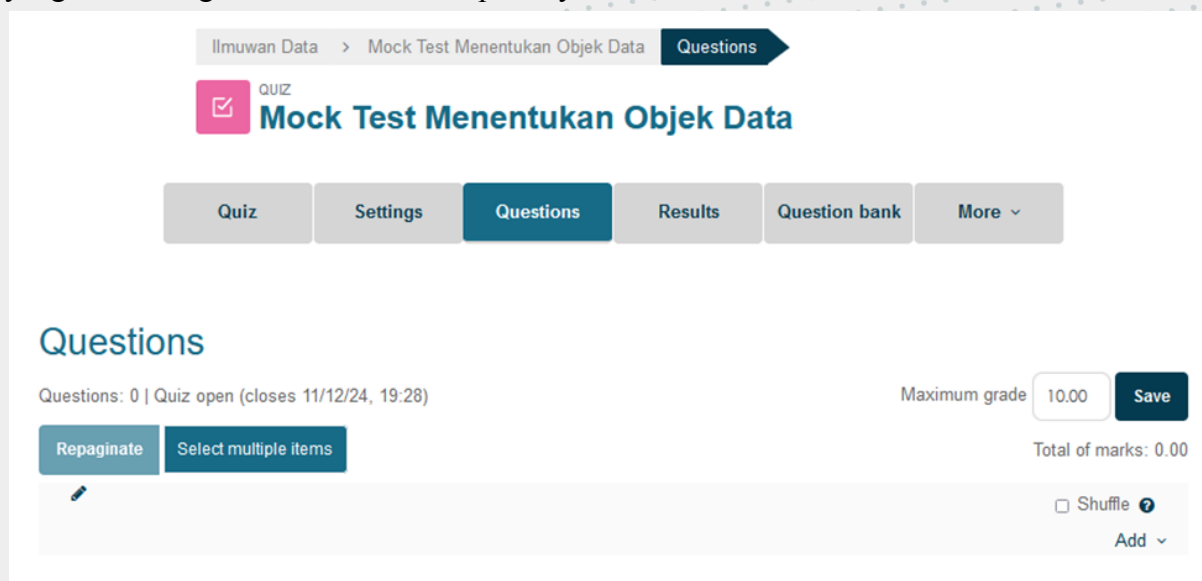 Ilmuwan Data > Mock Test Menentukan Objek Data Questions
QUIZ
Mock Test Menentukan Objek Data
Quiz Settings Questions Results Question bank More
Questions
Questions: 0 | Quiz open (closes 11/12/24, 19:28) Maximum grade 10.00 Save
Repaginate Select multiple items Total of marks: 0.00
Shuffle
Add